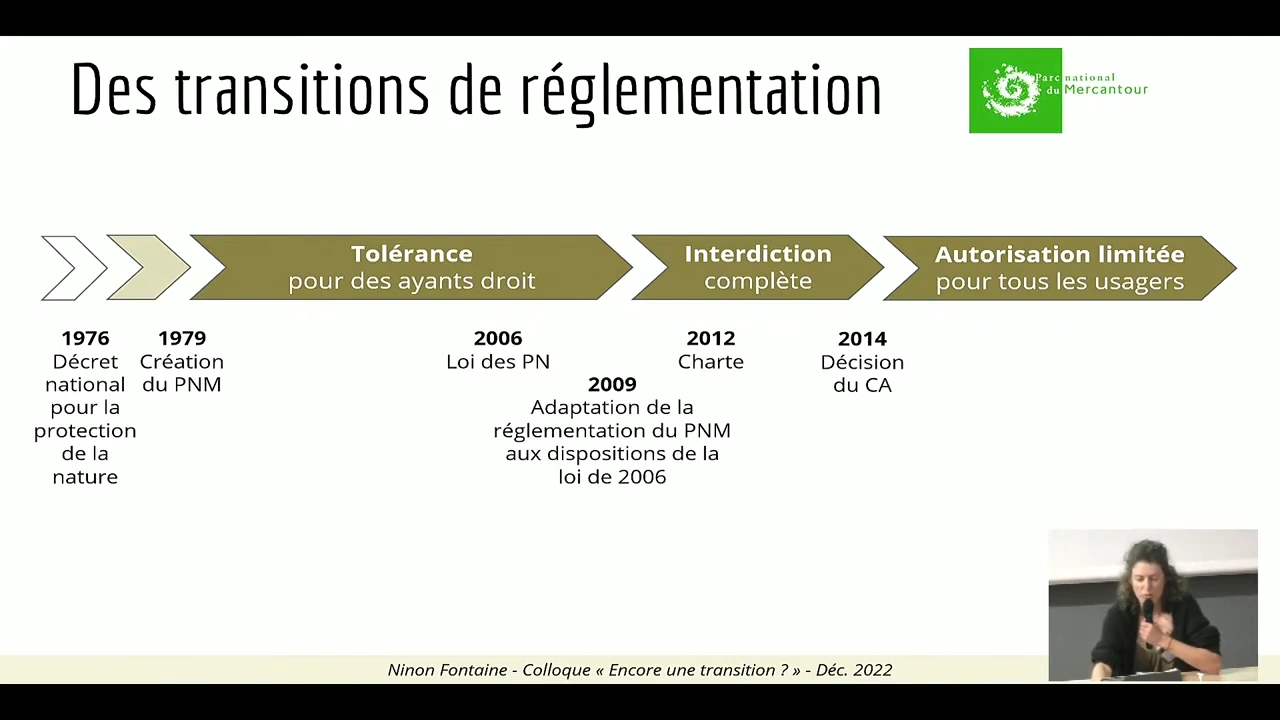 Des transitions de réglementation
Parc national
du Mercantour
Tolérance
pour des ayants droit
Interdiction
complète
Autorisation limitée
pour tous les usagers
1976
Décret
national
pour la
protection
de la
nature
1979
Création
du PNM
2006
Loi des PN
2009
Adaptation de la
réglementation du PNM
aux dispositions de la
loi de 2006
2012
Charte
2014
Décision
du CA
Ninon Fontaine - Colloque « Encore une transition ? » - Déc. 2022